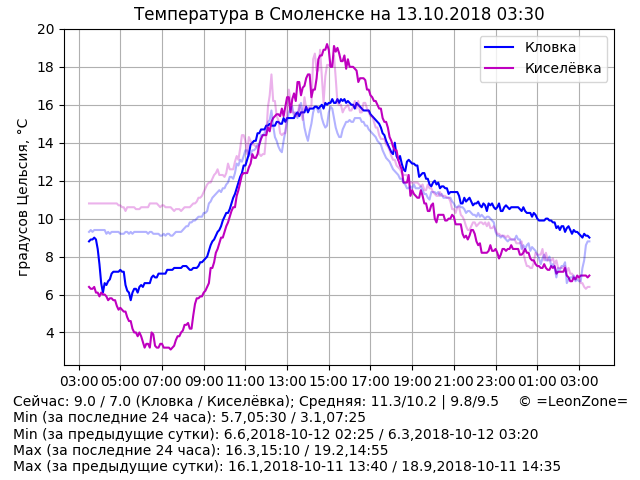 Температура в Смоленске на 13.10.2018 03:30
градусов Цельсия, °C
20
18
16
14
12
10
8
6
4
Кловка
Киселёвка
03:00 05:00 07:00 09:00 11:00 13:00 15:00 17:00 19:00 21:00 23:00 01:00 03:00
Сейчас: 9.0 / 7.0 (Кловка / Киселёвка); Средняя: 11.3/10.2 | 9.8/9.5 © =LeonZone=
Min (за последние 24 часа): 5.7,05:30 / 3.1,07:25
Min (за предыдущие сутки): 6.6,2018-10-12 02:25 / 6.3,2018-10-12 03:20
Max (за последние 24 часа): 16.3,15:10 / 19.2,14:55
Max (за предыдущие сутки): 16.1,2018-10-11 13:40 / 18.9,2018-10-11 14:35